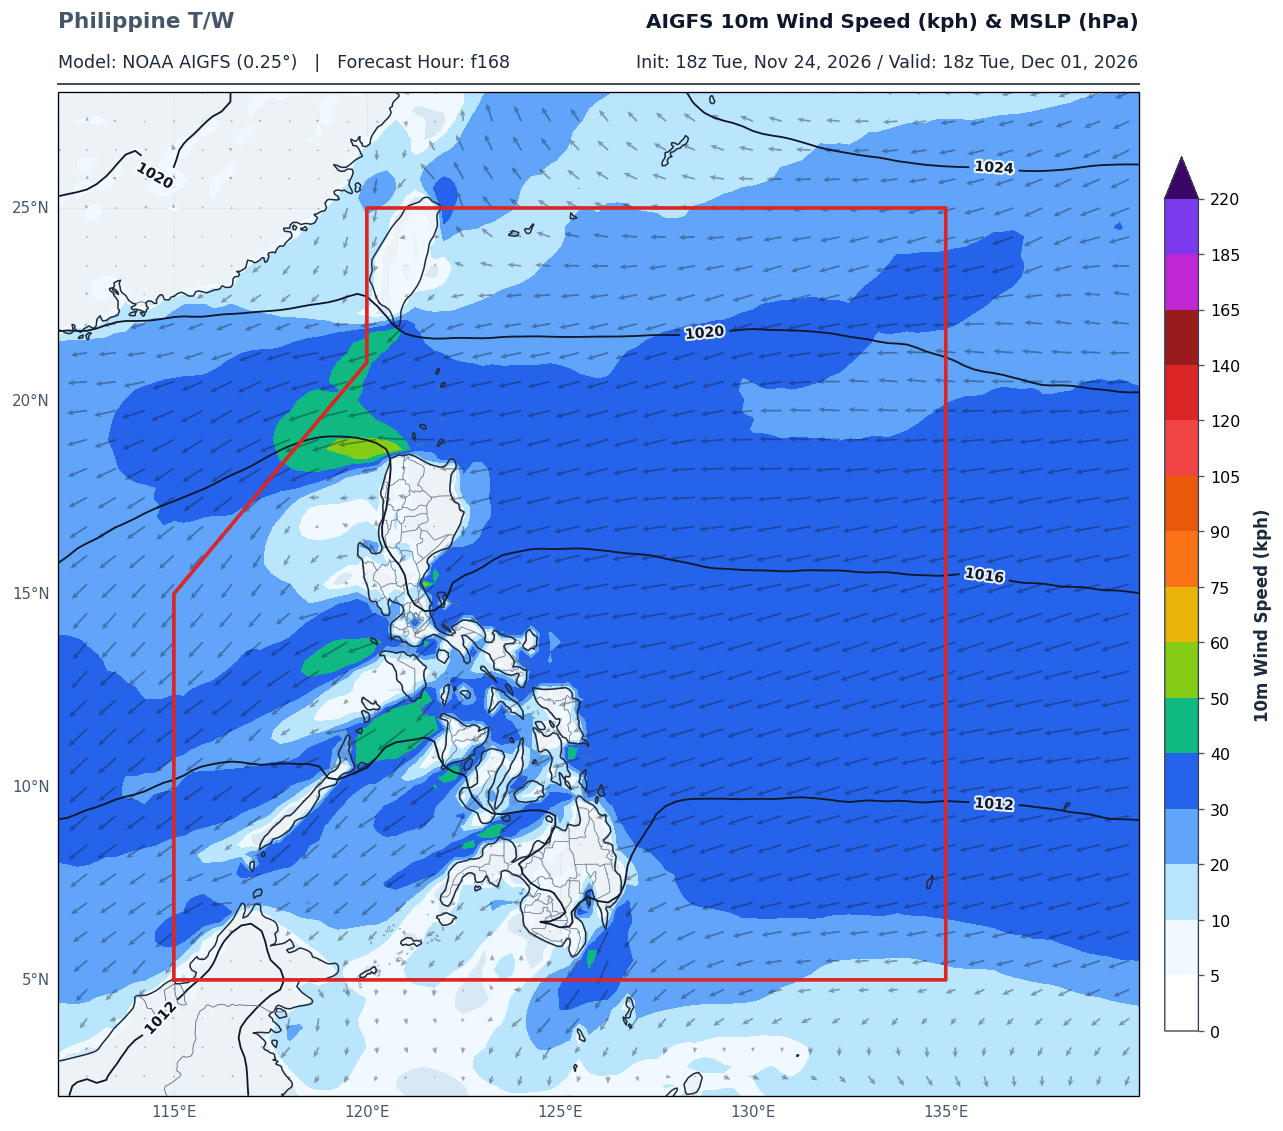 Philippine T/W
AIGFS 10m Wind Speed (kph) & MSLP (hPa)
Model: NOAA AIGFS (0.25°) | Forecast Hour: f168
Init: 18z Tue, Nov 24, 2026 / Valid: 18z Tue, Dec 01, 2026
1020
1024
1020
1016
1012
1012
25°N
20°N
15°N
10°N
5°N
115°E
120°E
125°E
130°E
135°E
220
185
165
140
120
105
90
75
60
50
40
30
20
10
5
0
10m Wind Speed (kph)